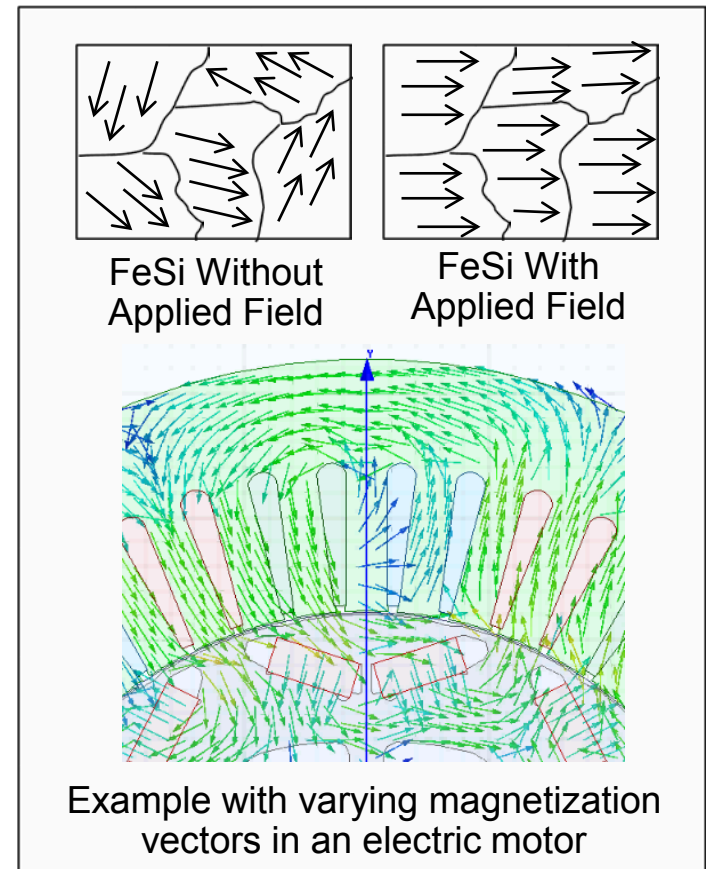 FeSi Without
Applied Field
FeSi With
Applied Field
Y
Example with varying magnetization
vectors in an electric motor